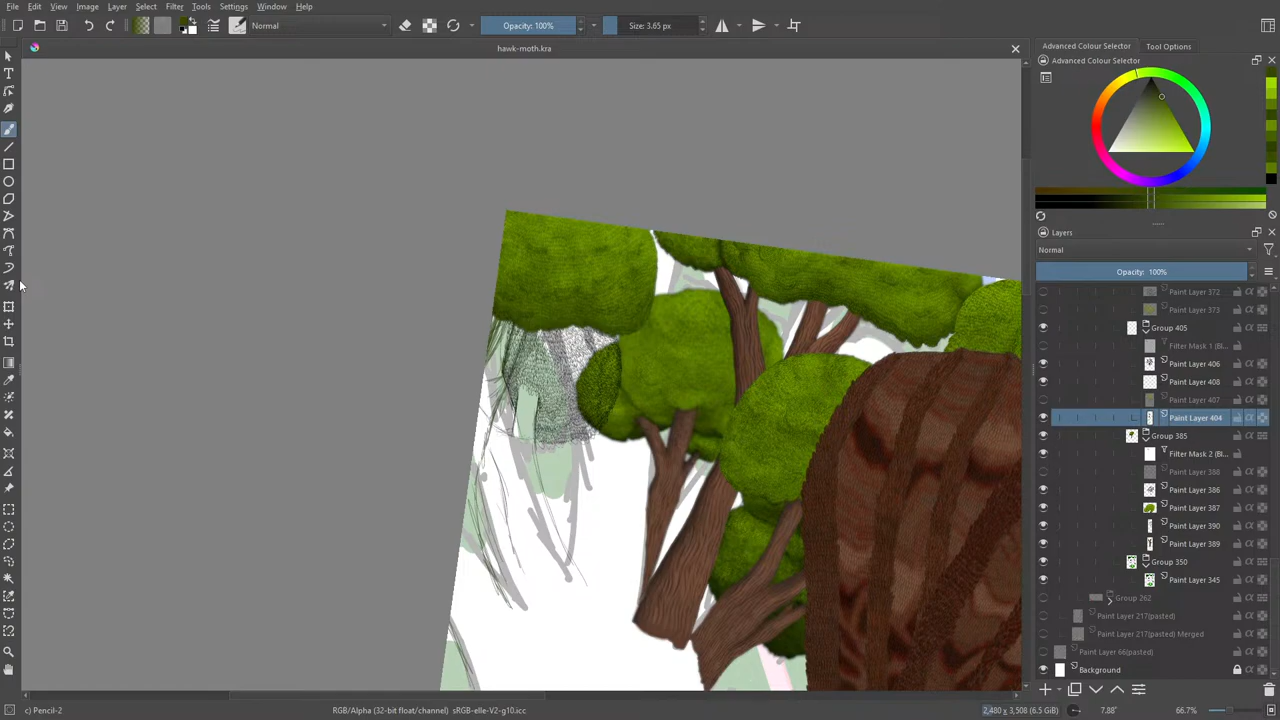 File Edit View Image Layer Select Filter Tools Settings Window Help
Normal Opacity: 100% Size: 3.65 px
hawk-moth.kra
Advanced Colour Selector Tool Options
Advanced Colour Selector
Layers
Normal
Opacity: 100%
Paint Layer 372
Paint Layer 373
Group 405
Filter Mask 1 (Bl...
Paint Layer 406
Paint Layer 408
Paint Layer 407
Paint Layer 404
Group 385
Filter Mask 2 (Bl...
Paint Layer 388
Paint Layer 386
Paint Layer 387
Paint Layer 390
Paint Layer 389
Group 350
Paint Layer 345
Group 262
Paint Layer 217(pasted)
Paint Layer 217(pasted) Merged
Paint Layer 66(pasted)
Background
c) Pencil-2 RGB/Alpha (32-bit float/channel) sRGB-elle-V2-g10.icc 2,480 x 3,508 (6.5 GiB) 7.88° 66.7%